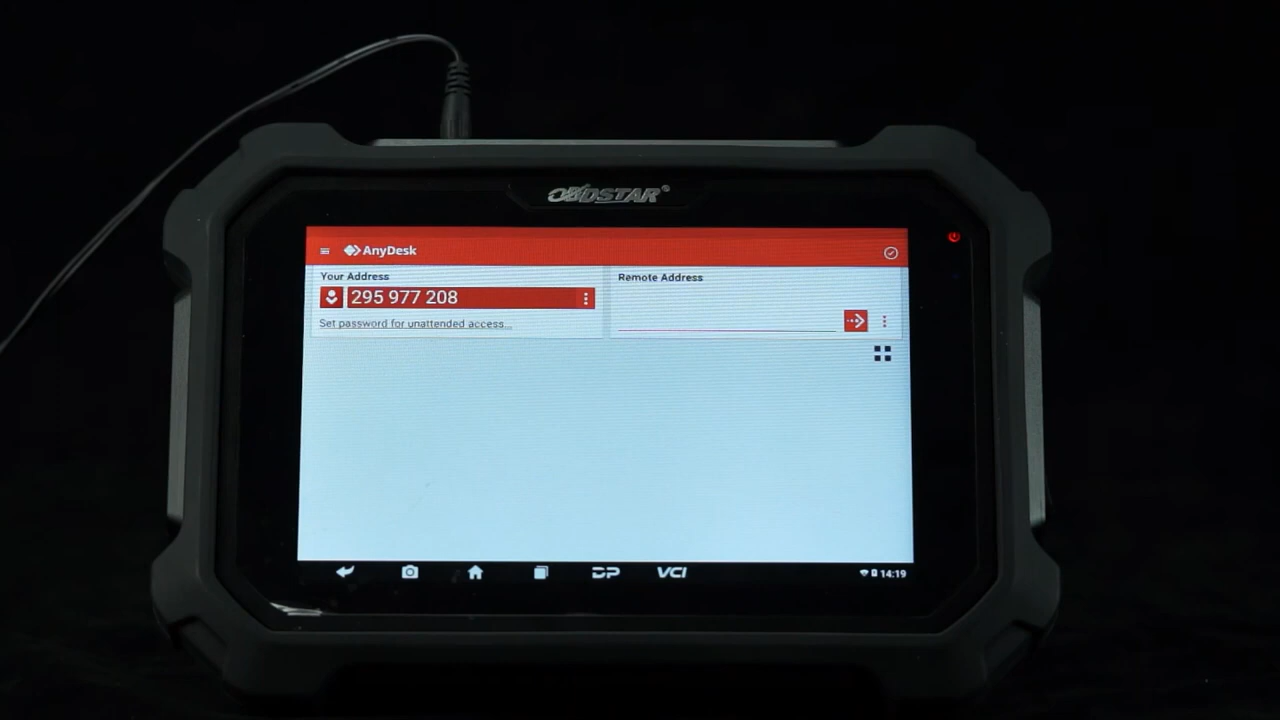 OBDSTAR®
AnyDesk
Your Address
295 977 208
Set password for unattended access...
Remote Address
DP
VCI
14:19